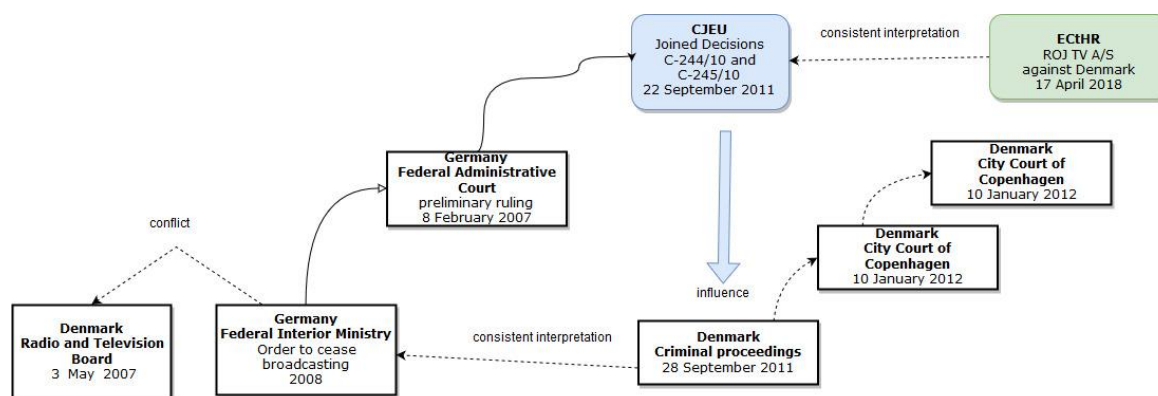 CJEU
Joined Decisions
C-244/10 and
C-245/10
22 September 2011
consistent interpretation
ECtHR
ROJ TV A/S
against Denmark
17 April 2018
Germany
Federal Administrative
Court
preliminary ruling
8 February 2007
Denmark
City Court of
Copenhagen
10 January 2012
conflict
Denmark
City Court of
Copenhagen
10 January 2012
influence
Denmark
Radio and Television
Board
3 May 2007
Germany
Federal Interior Ministry
Order to cease
broadcasting
2008
consistent interpretation
Denmark
Criminal proceedings
28 September 2011